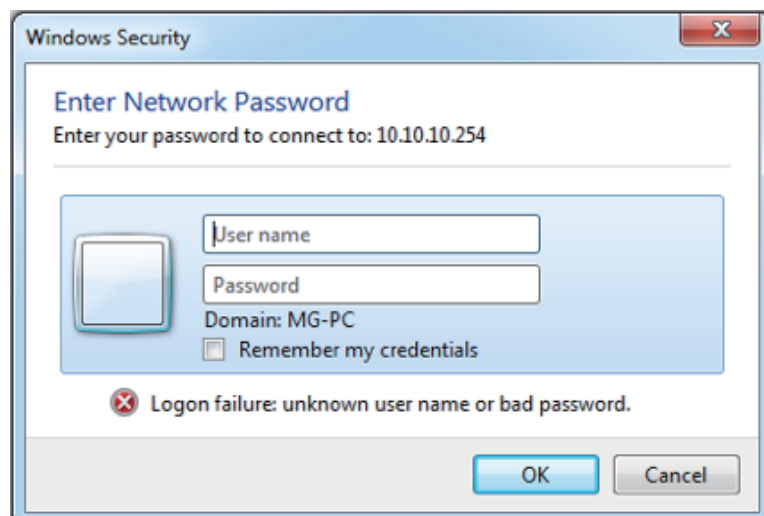 Windows Security
Enter Network Password
Enter your password to connect to: 10.10.10.254
User name
Password
Domain: MG-PC
Remember my credentials
Logon failure: unknown user name or bad password.
OK Cancel